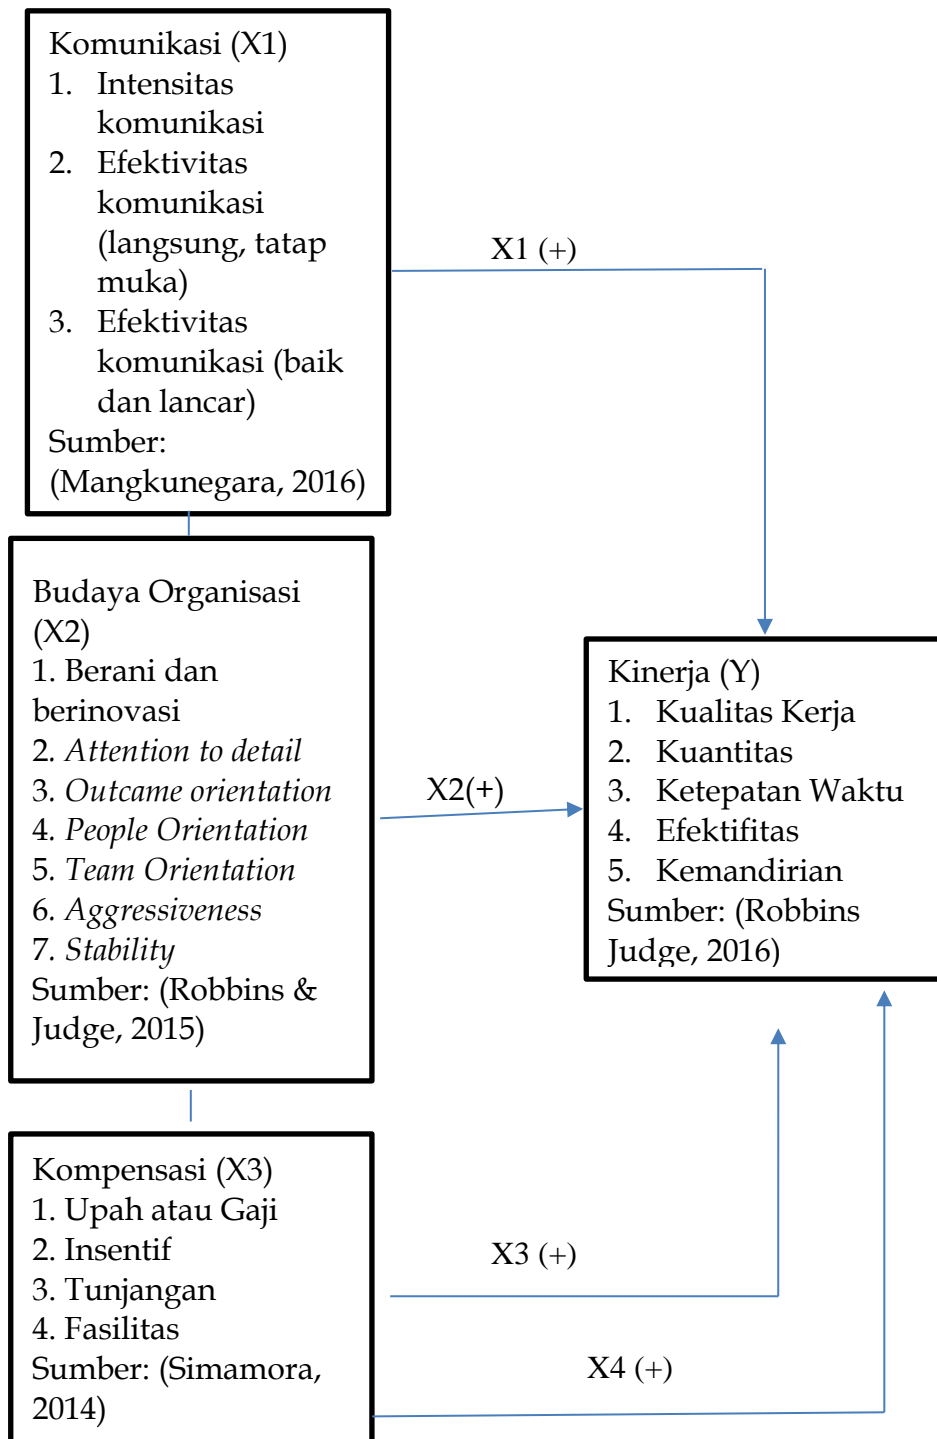 Komunikasi (X1)
1. Intensitas
komunikasi
2. Efektivitas
komunikasi
(langsung, tatap
muka)
3. Efektivitas
komunikasi (baik
dan lancar)
Sumber:
(Mangkunegara, 2016)
X1 (+)
Budaya Organisasi
(X2)
1. Berani dan
berinovasi
2. Attention to detail
3. Outcame orientation
4. People Orientation
5. Team Orientation
6. Aggressiveness
7. Stability
Sumber: (Robbins &
Judge, 2015)
X2(+)
Kinerja (Y)
1. Kualitas Kerja
2. Kuantitas
3. Ketepatan Waktu
4. Efektifitas
5. Kemandirian
Sumber: (Robbins
Judge, 2016)
Kompensasi (X3)
1. Upah atau Gaji
2. Insentif
3. Tunjangan
4. Fasilitas
Sumber: (Simamora,
2014)
X3 (+)
X4 (+)